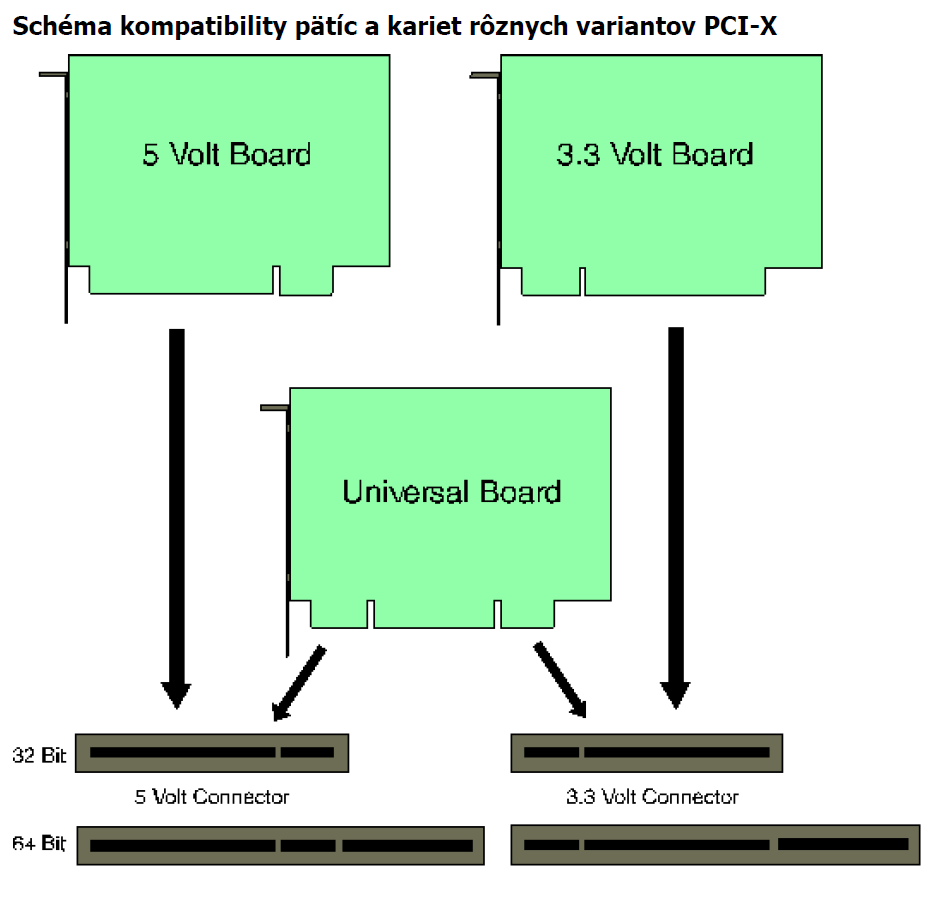 Schéma kompatibility pätíc a kariet rôznych variantov PCI-X
5 Volt Board
3.3 Volt Board
Universal Board
32 Bit
5 Volt Connector
3.3 Volt Connector
64 Bit